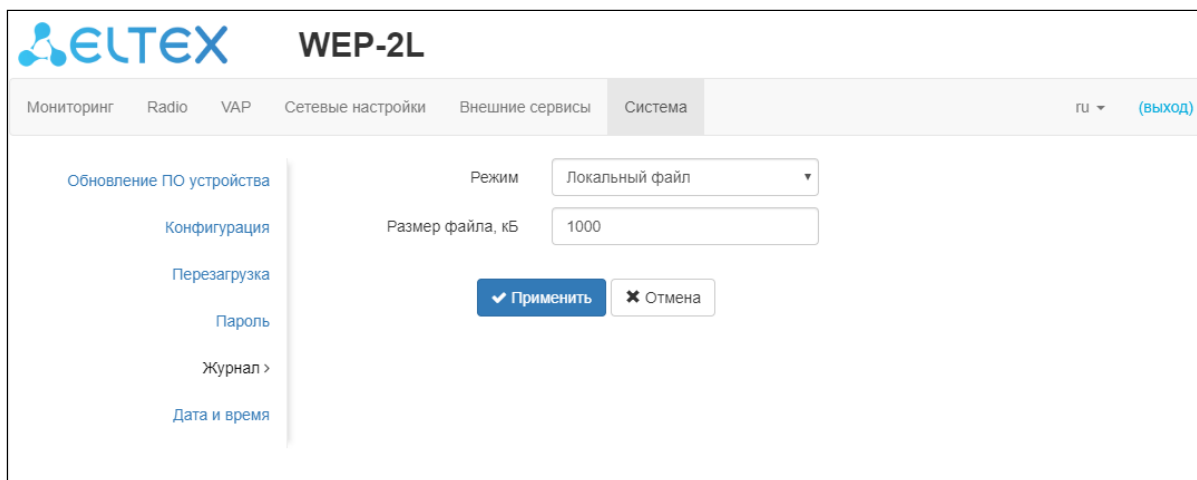 ELTEX WEP-2L
Мониторинг Radio VAP Сетевые настройки Внешние сервисы Система ru (выход)
Обновление ПО устройства
Режим Локальный файл
Конфигурация
Размер файла, кБ 1000
Перезагрузка
Применить Отмена
Пароль
Журнал >
Дата и время